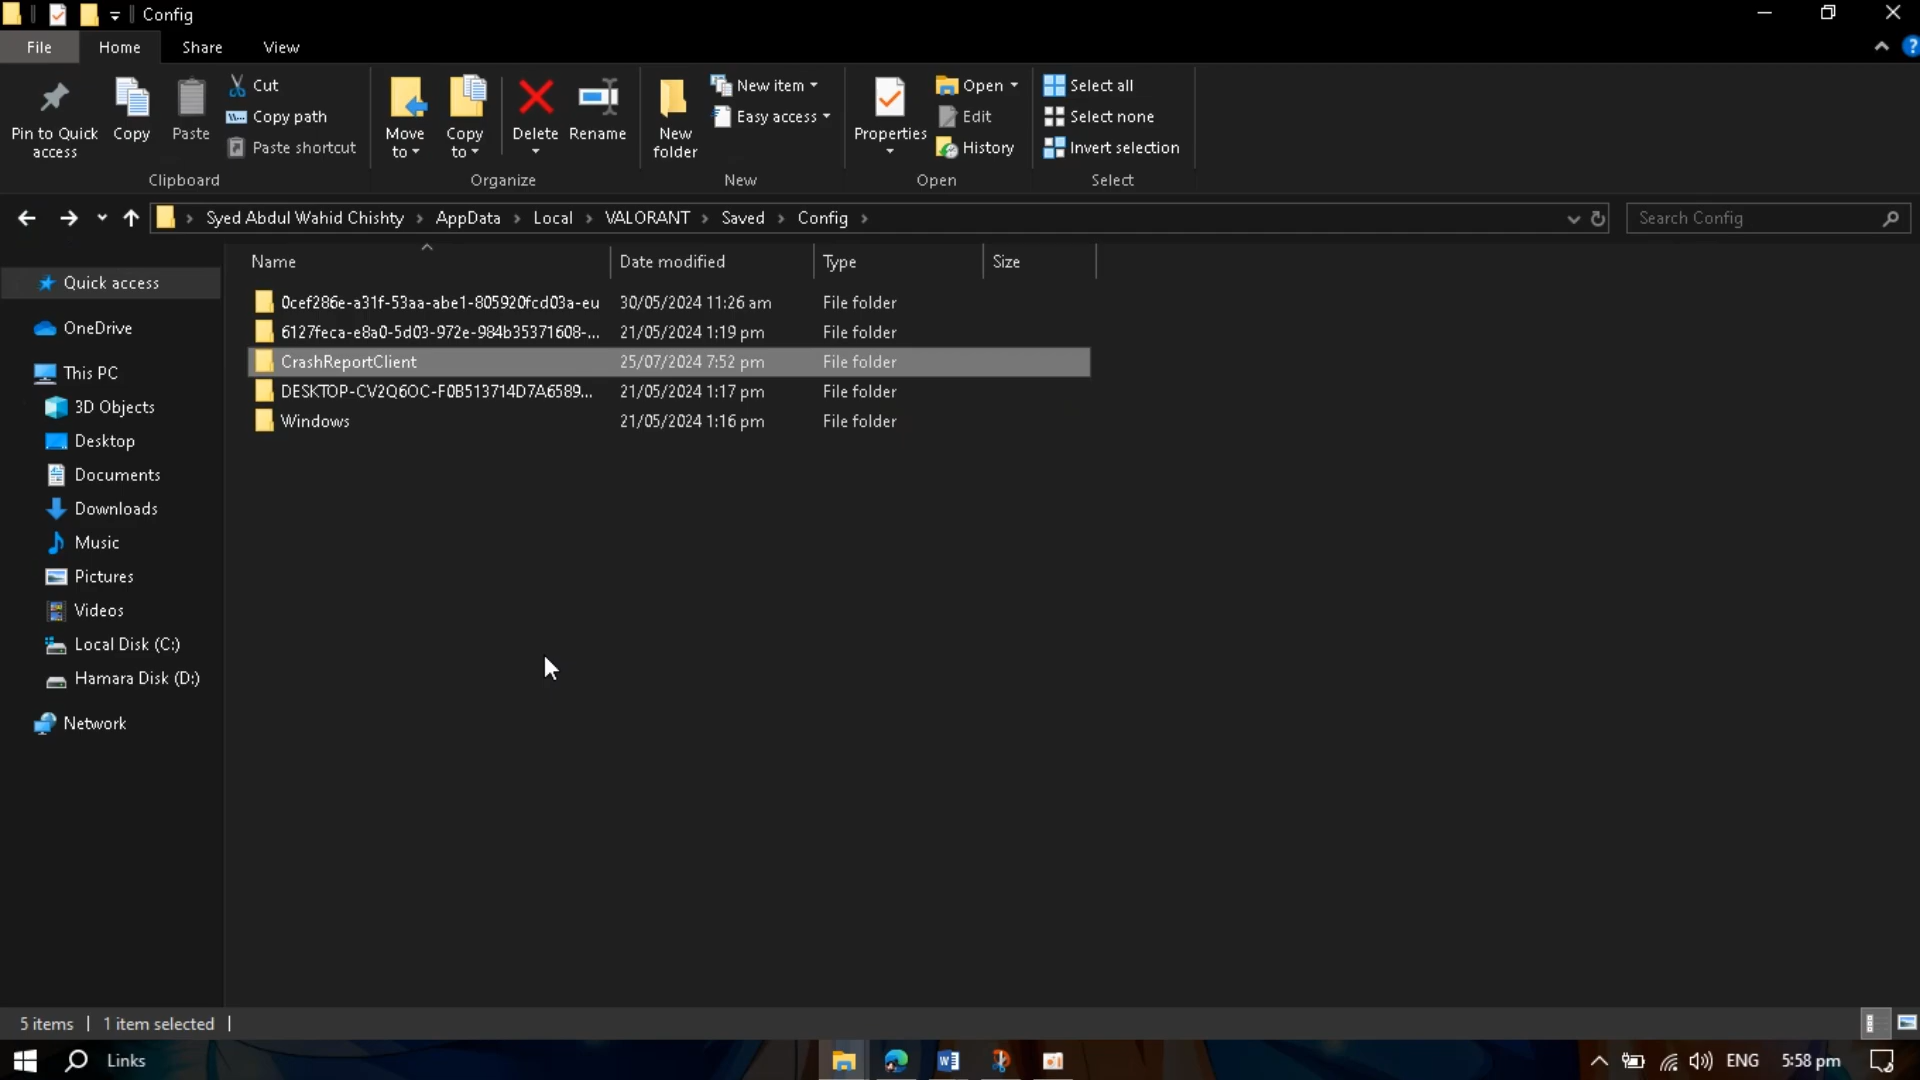 Config
File Home Share View
Pin to Quick access
Copy
Paste
Cut
Copy path
Paste shortcut
Clipboard
Move to
Copy to
Delete
Rename
Organize
New folder
New item
Easy access
New
Properties
Open
Edit
History
Open
Select all
Select none
Invert selection
Select
Syed Abdul Wahid Chishty › AppData › Local › VALORANT › Saved › Config ›
Search Config
Quick access
OneDrive
This PC
3D Objects
Desktop
Documents
Downloads
Music
Pictures
Videos
Local Disk (C:)
Hamara Disk (D:)
Network
Name Date modified Type Size
0cef286e-a31f-53aa-abe1-805920fcd03a-eu 30/05/2024 11:26 am File folder
6127feca-e8a0-5d03-972e-984b35371608-... 21/05/2024 1:19 pm File folder
CrashReportClient 25/07/2024 7:52 pm File folder
DESKTOP-CV2Q6OC-F0B513714D7A6589... 21/05/2024 1:17 pm File folder
Windows 21/05/2024 1:16 pm File folder
5 items 1 item selected
Links
ENG 5:58 pm